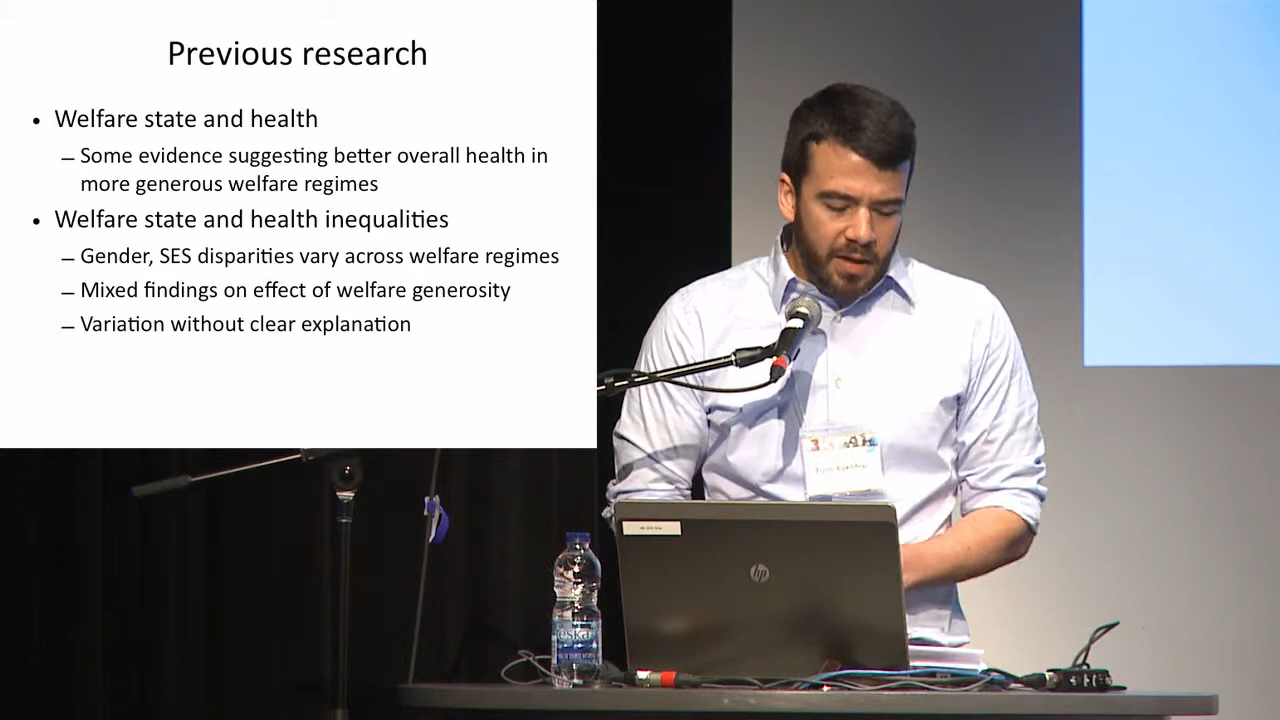 Previous research
• Welfare state and health
– Some evidence suggesting better overall health in
more generous welfare regimes
• Welfare state and health inequalities
– Gender, SES disparities vary across welfare regimes
– Mixed findings on effect of welfare generosity
– Variation without clear explanation
hp
eska